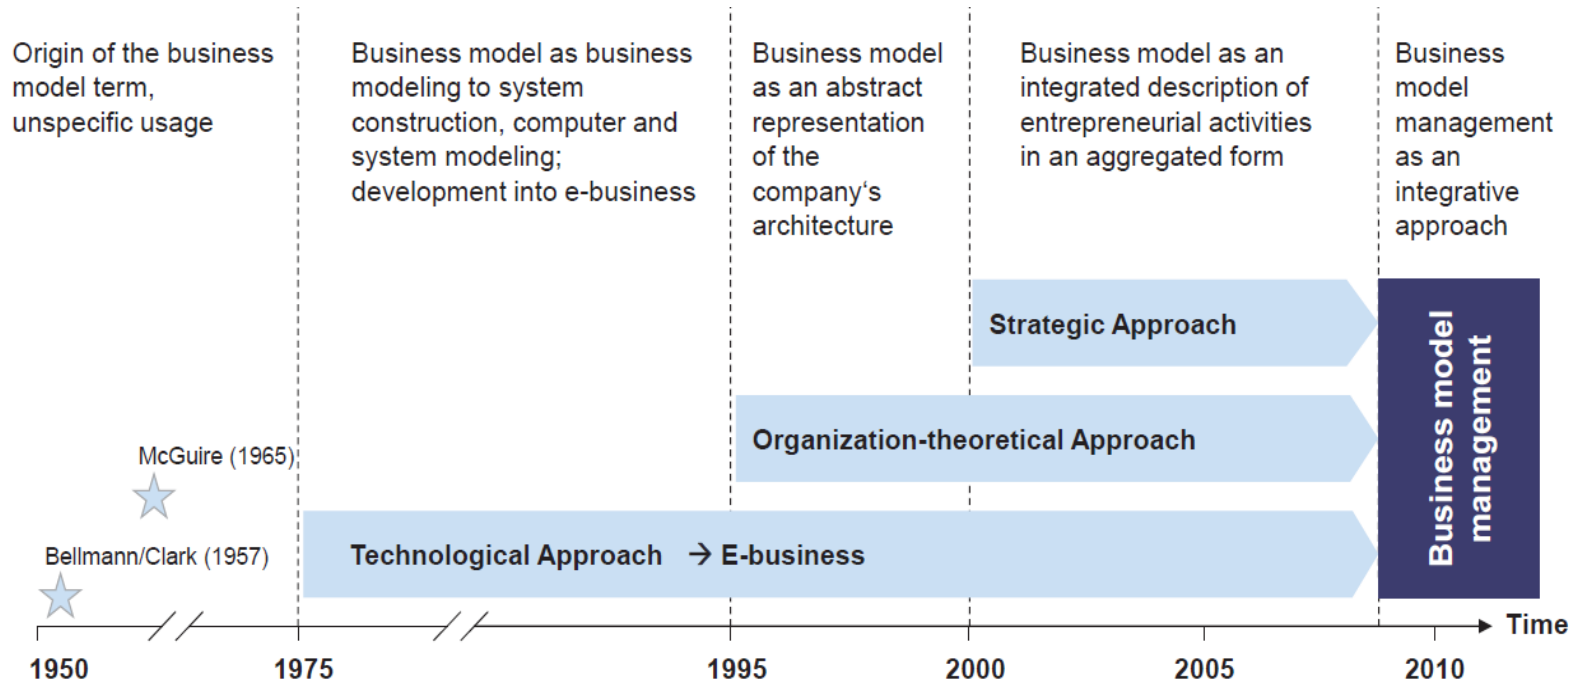 Origin of the business
model term,
unspecific usage
Business model as business
modeling to system
construction, computer and
system modeling;
development into e-business
Business model
as an abstract
representation
of the
company‘s
architecture
Business model as an
integrated description of
entrepreneurial activities
in an aggregated form
Business
model
management
as an
integrative
approach
Strategic Approach
Organization-theoretical Approach
Technological Approach → E-business
Business model
management
McGuire (1965)
Bellmann/Clark (1957)
Time
1950
1975
1995
2000
2005
2010